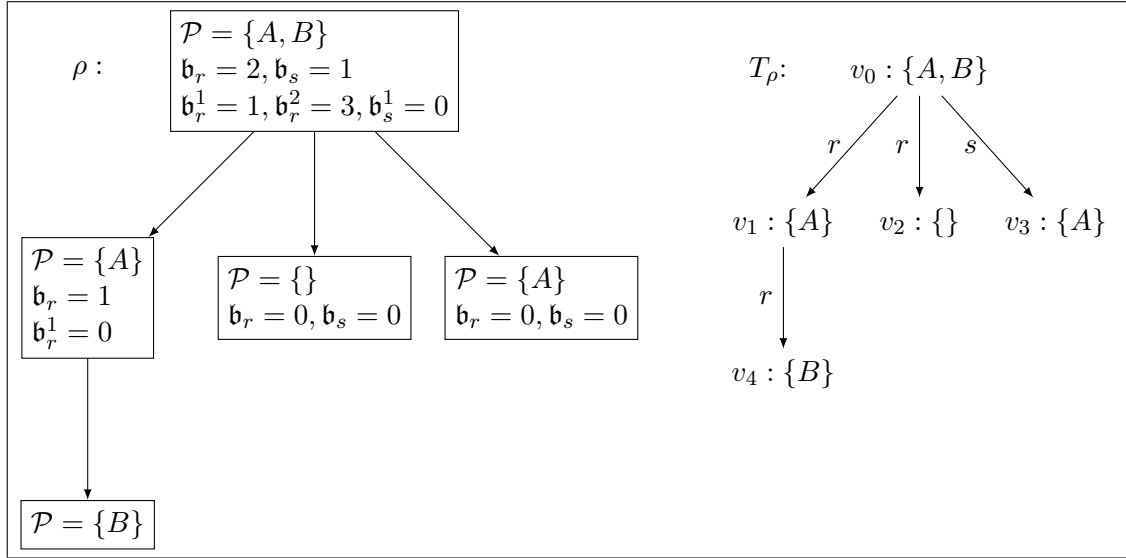 ρ :
𝒫 = {A, B}
𝔟_r = 2, 𝔟_s = 1
𝔟_r^1 = 1, 𝔟_r^2 = 3, 𝔟_s^1 = 0
𝒫 = {A}
𝔟_r = 1
𝔟_r^1 = 0
𝒫 = {}
𝔟_r = 0, 𝔟_s = 0
𝒫 = {A}
𝔟_r = 0, 𝔟_s = 0
𝒫 = {B}
T_ρ: v_0 : {A, B}
r r s
v_1 : {A} v_2 : {} v_3 : {A}
r
v_4 : {B}